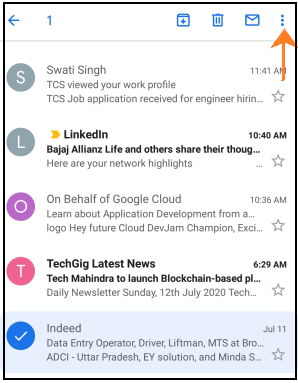 1
S
Swati Singh 11:41 AM
TCS viewed your work profile
TCS Job application received for engineer hirin...
L
LinkedIn 10:40 AM
Bajaj Allianz Life and others share their thoug...
Here are your network highlights ...
O
On Behalf of Google Cloud 10:36 AM
Learn about Application Development from a...
logo Hey future Cloud DevJam Champion, Exci...
T
TechGig Latest News 6:29 AM
Tech Mahindra to launch Blockchain-based pl...
Daily Newsletter Sunday, 12th July 2020 Tech...
Indeed Jul 11
Data Entry Operator, Driver, Liftman, MTS at Bro...
ADCI - Uttar Pradesh, EY solution, and Minda S...